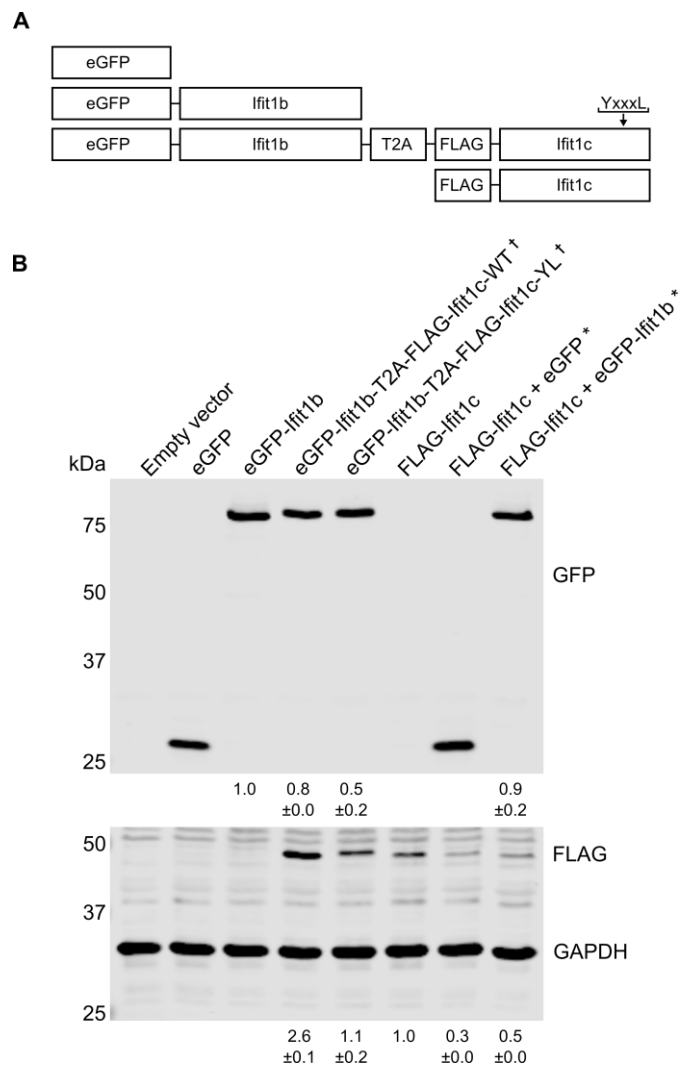 A
eGFP
YxxxL
eGFP Ifit1b
eGFP Ifit1b T2A FLAG Ifit1c
FLAG Ifit1c
B
kDa
Empty vector
eGFP
eGFP-Ifit1b
eGFP-Ifit1b-T2A-FLAG-Ifit1c-WT †
eGFP-Ifit1b-T2A-FLAG-Ifit1c-YL †
FLAG-Ifit1c
FLAG-Ifit1c + eGFP *
FLAG-Ifit1c + eGFP-Ifit1b *
75
50
GFP
37
25
1.0 0.8 0.5 0.9
±0.0 ±0.2 ±0.2
50
FLAG
37
GAPDH
25
2.6 1.1 1.0 0.3 0.5
±0.1 ±0.2 ±0.0 ±0.0